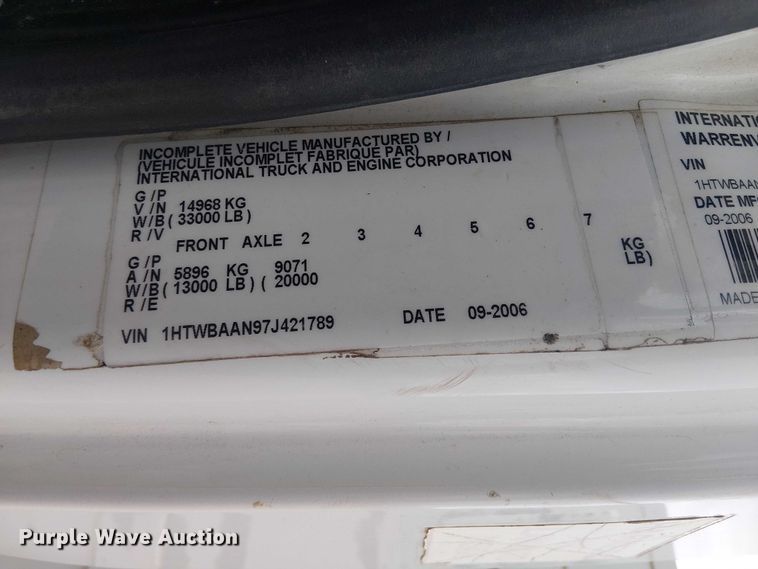 INCOMPLETE VEHICLE MANUFACTURED BY /
(VEHICULE INCOMPLET FABRIQUE PAR)
INTERNATIONAL TRUCK AND ENGINE CORPORATION
G /P
V /N 14968 KG
W/B( 33000 LB)
R /V
FRONT AXLE 2 3 4 5 6 7
G /P
A /N 5896 KG 9071 KG
W/B( 13000 LB) ( 20000 LB)
R /E
VIN 1HTWBAAN97J421789 DATE 09-2006
INTERNATIO
WARRENV
VIN
1HTWBAAN
DATE MF
09-2006
MADE
Purple Wave Auction